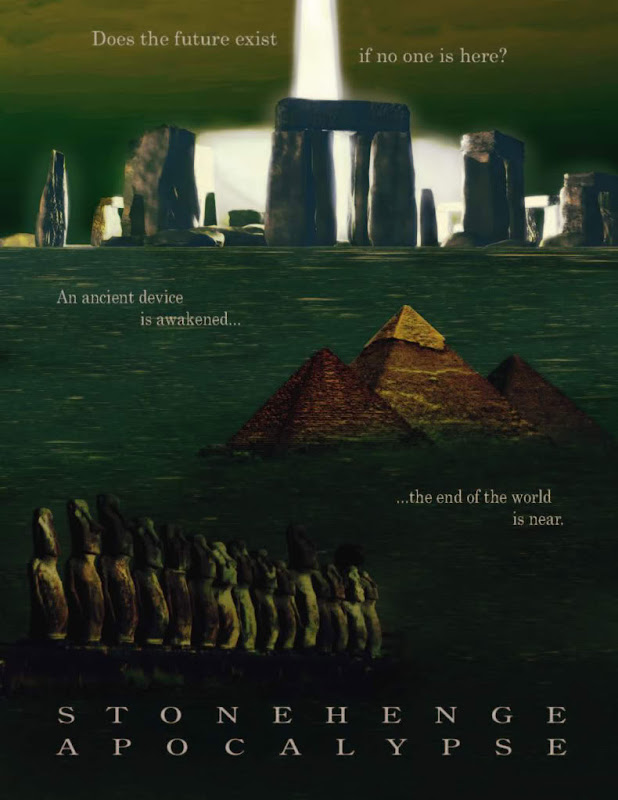 Does the future exist
if no one is here?
An ancient device
is awakened...
...the end of the world
is near.
STONEHENGE
APOCALYPSE